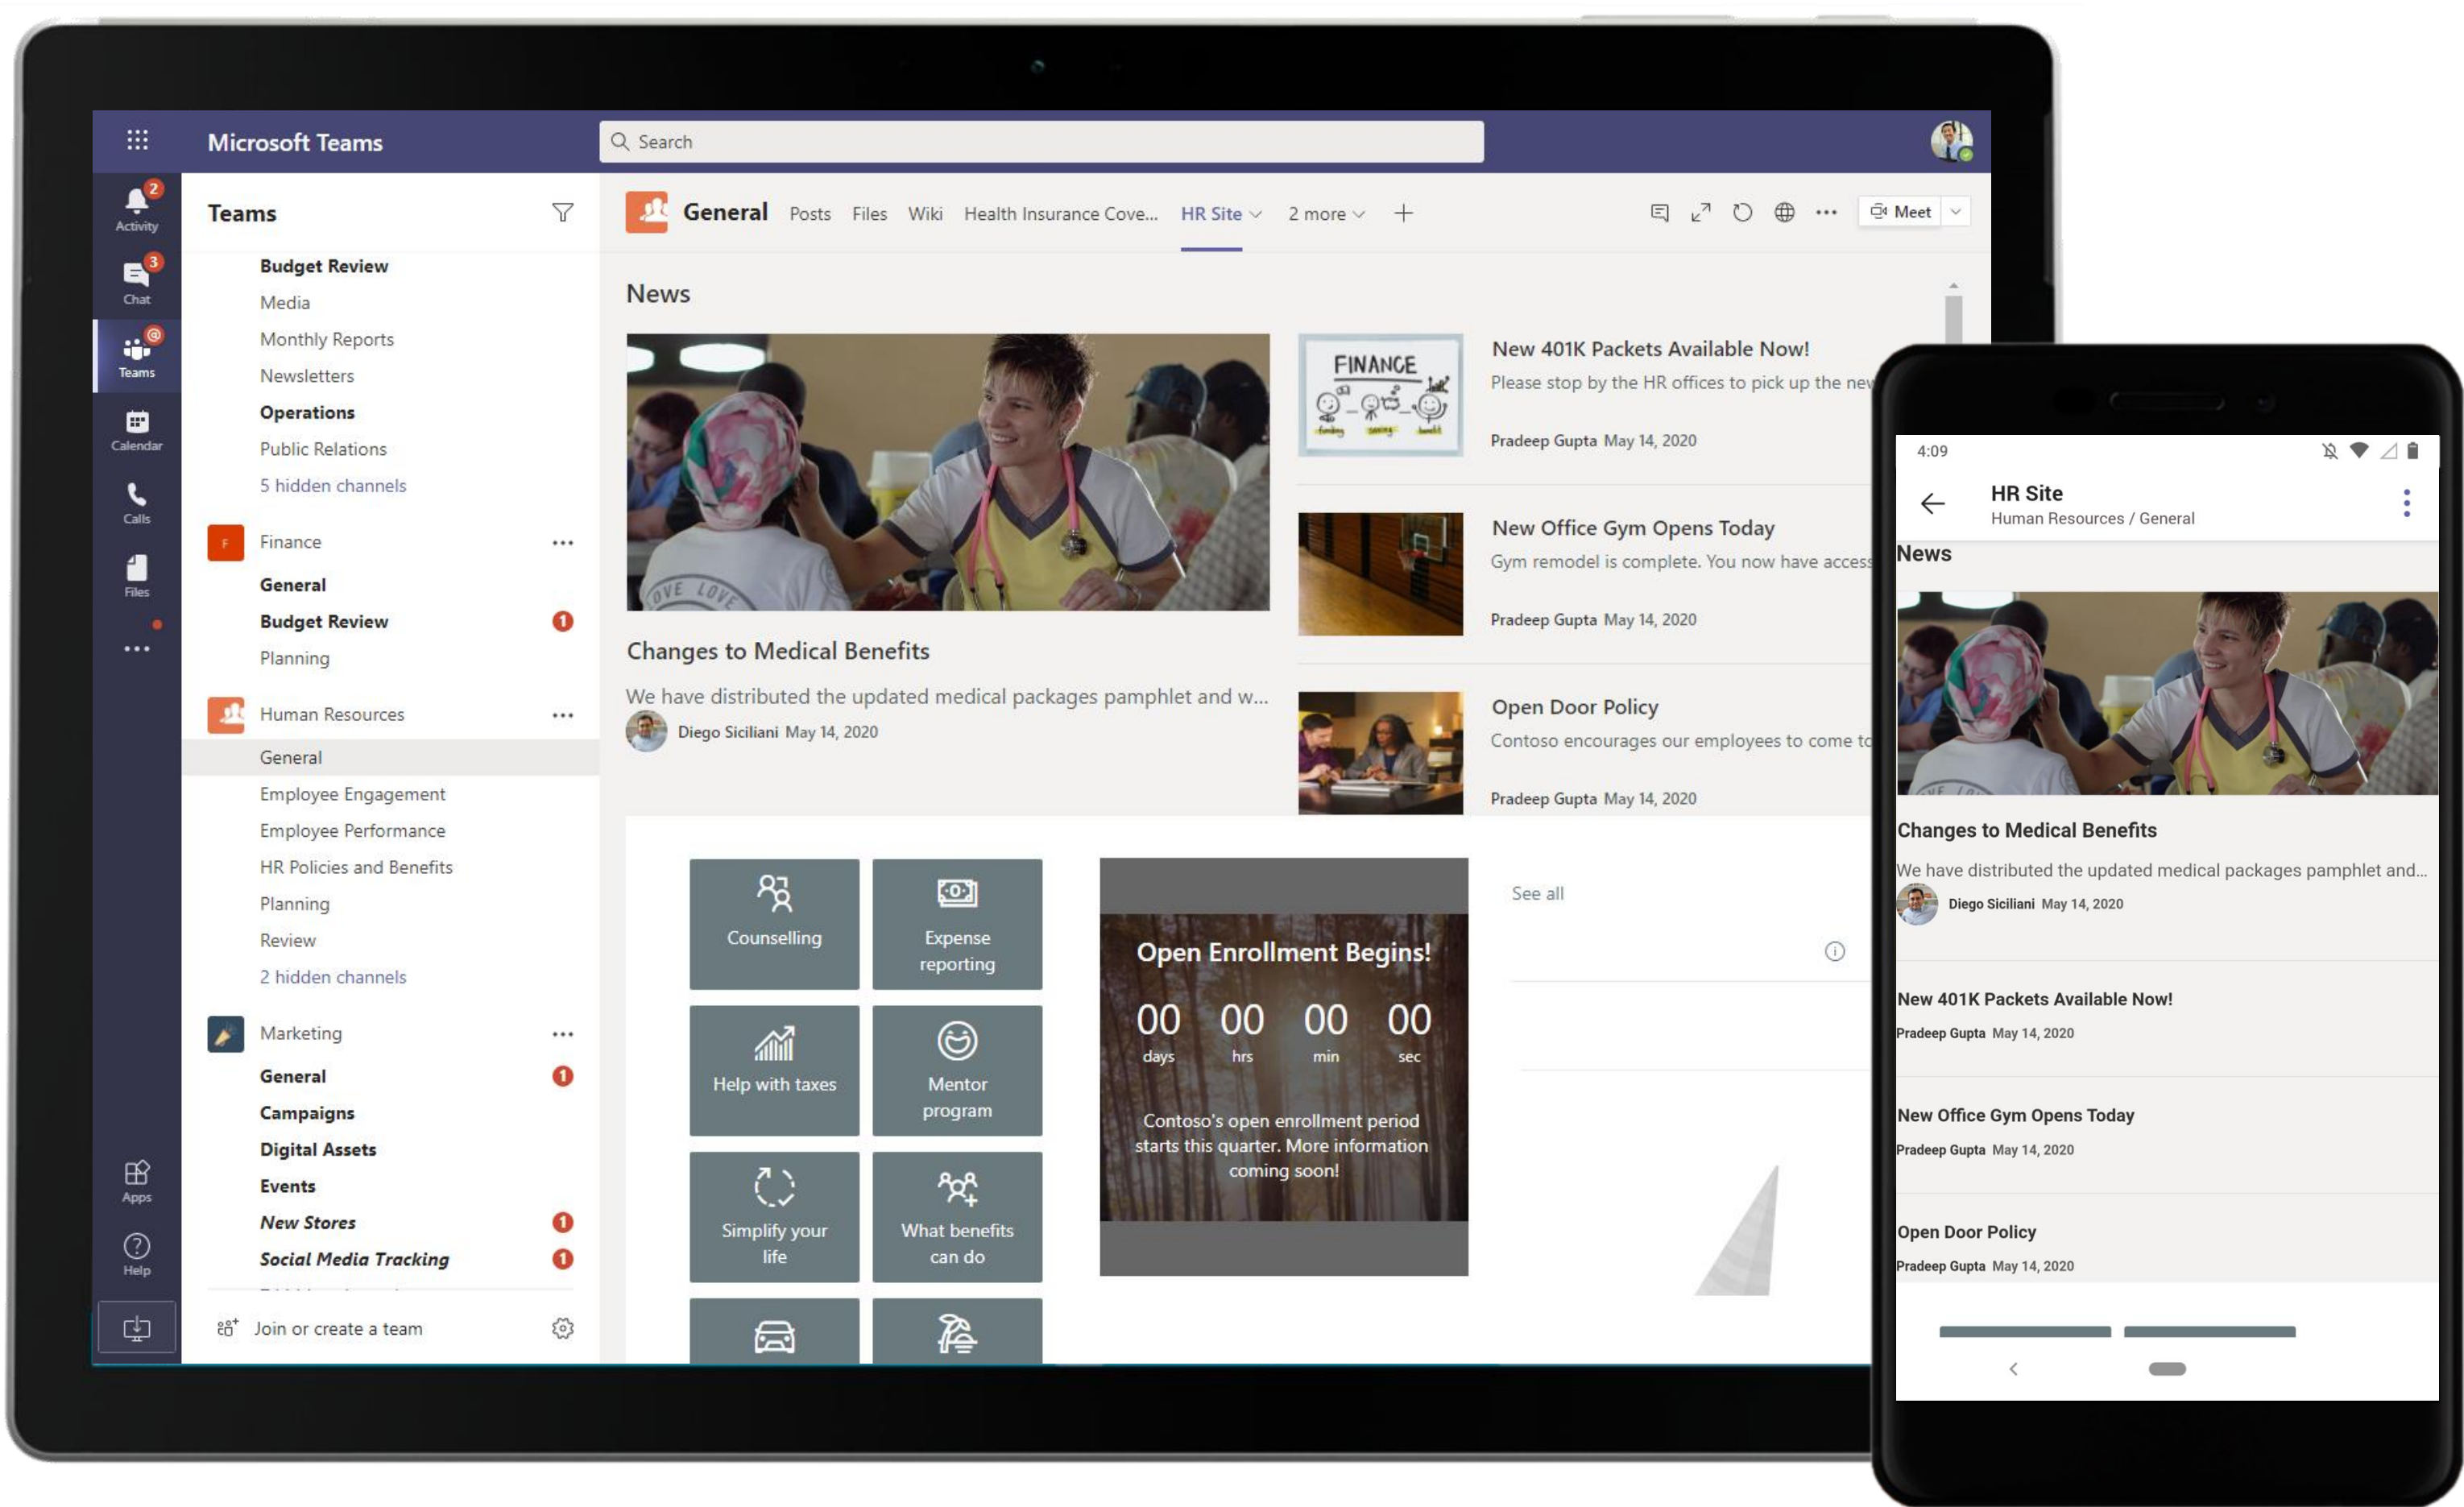 Microsoft Teams
Search
2
Activity
3
Chat
@
Teams
Calendar
Calls
Files
Apps
Help
Teams
Budget Review
Media
Monthly Reports
Newsletters
Operations
Public Relations
5 hidden channels
F
Finance
General
Budget Review
1
Planning
Human Resources
General
Employee Engagement
Employee Performance
HR Policies and Benefits
Planning
Review
2 hidden channels
Marketing
General
1
Campaigns
Digital Assets
Events
New Stores
1
Social Media Tracking
1
Join or create a team
General
Posts
Files
Wiki
Health Insurance Cove...
HR Site
2 more
Meet
News
OVE LOVE
Changes to Medical Benefits
We have distributed the updated medical packages pamphlet and w...
Diego Siciliani May 14, 2020
FINANCE
funding saving benefit
New 401K Packets Available Now!
Please stop by the HR offices to pick up the new
Pradeep Gupta May 14, 2020
New Office Gym Opens Today
Gym remodel is complete. You now have access
Pradeep Gupta May 14, 2020
Open Door Policy
Contoso encourages our employees to come to
Pradeep Gupta May 14, 2020
Counselling
Expense
reporting
Help with taxes
Mentor
program
Simplify your
life
What benefits
can do
Open Enrollment Begins!
00 00 00 00
days hrs min sec
Contoso's open enrollment period
starts this quarter. More information
coming soon!
See all
4:09
HR Site
Human Resources / General
News
Changes to Medical Benefits
We have distributed the updated medical packages pamphlet and...
Diego Siciliani May 14, 2020
New 401K Packets Available Now!
Pradeep Gupta May 14, 2020
New Office Gym Opens Today
Pradeep Gupta May 14, 2020
Open Door Policy
Pradeep Gupta May 14, 2020